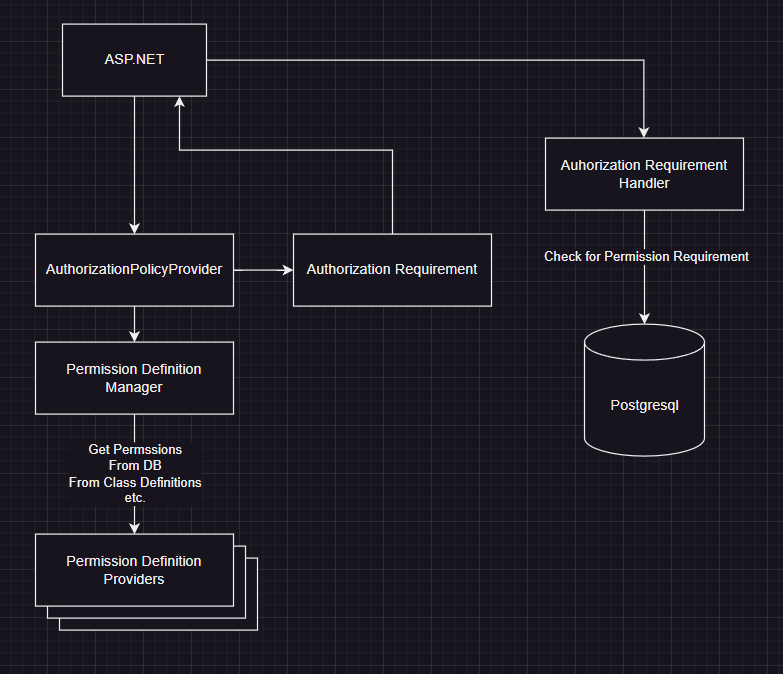 ASP.NET
Auhorization Requirement
Handler
Check for Permission Requirement
Postgresql
AuthorizationPolicyProvider
Authorization Requirement
Permission Definition
Manager
Get Permssions
From DB
From Class Definitions
etc.
Permission Definition
Providers